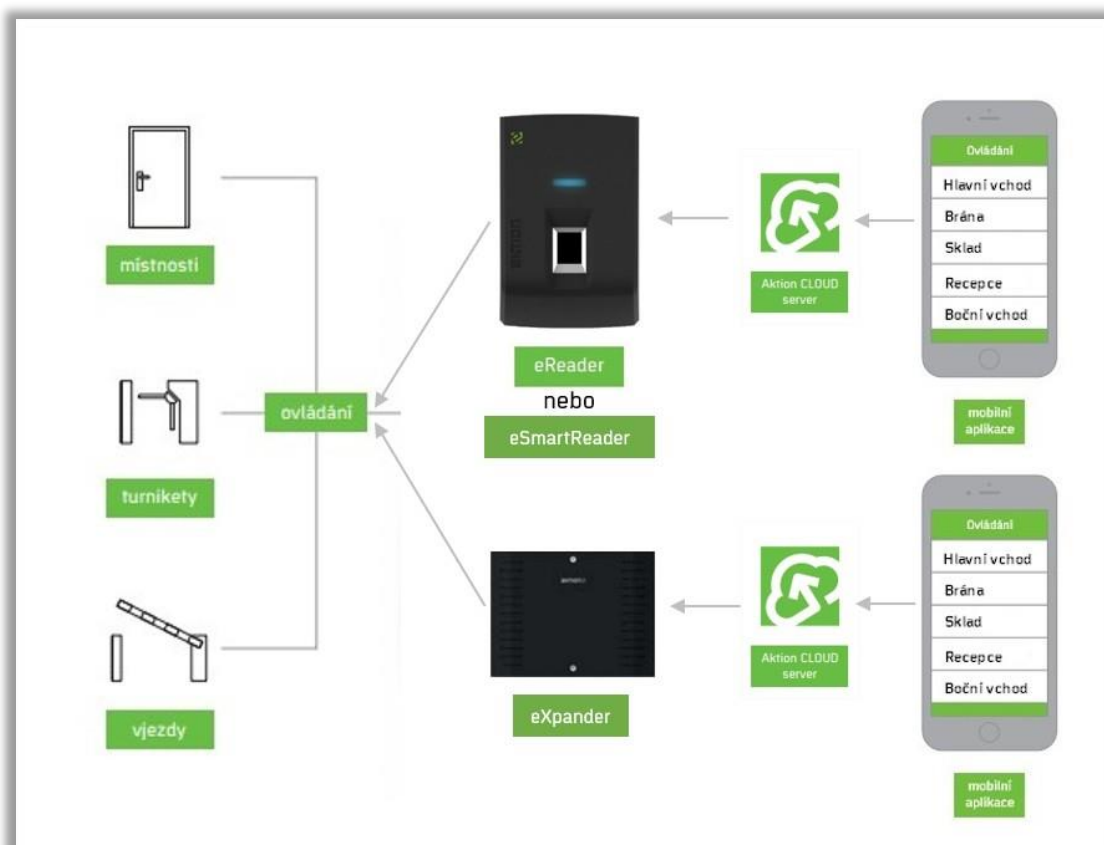 místnosti
turnikety
vjezdy
ovládání
eReader
nebo
eSmartReader
eXpander
Aktion CLOUD
server
Ovládání
Hlavní vchod
Brána
Sklad
Recepce
Boční vchod
mobilní
aplikace
Aktion CLOUD
server
Ovládání
Hlavní vchod
Brána
Sklad
Recepce
Boční vchod
mobilní
aplikace